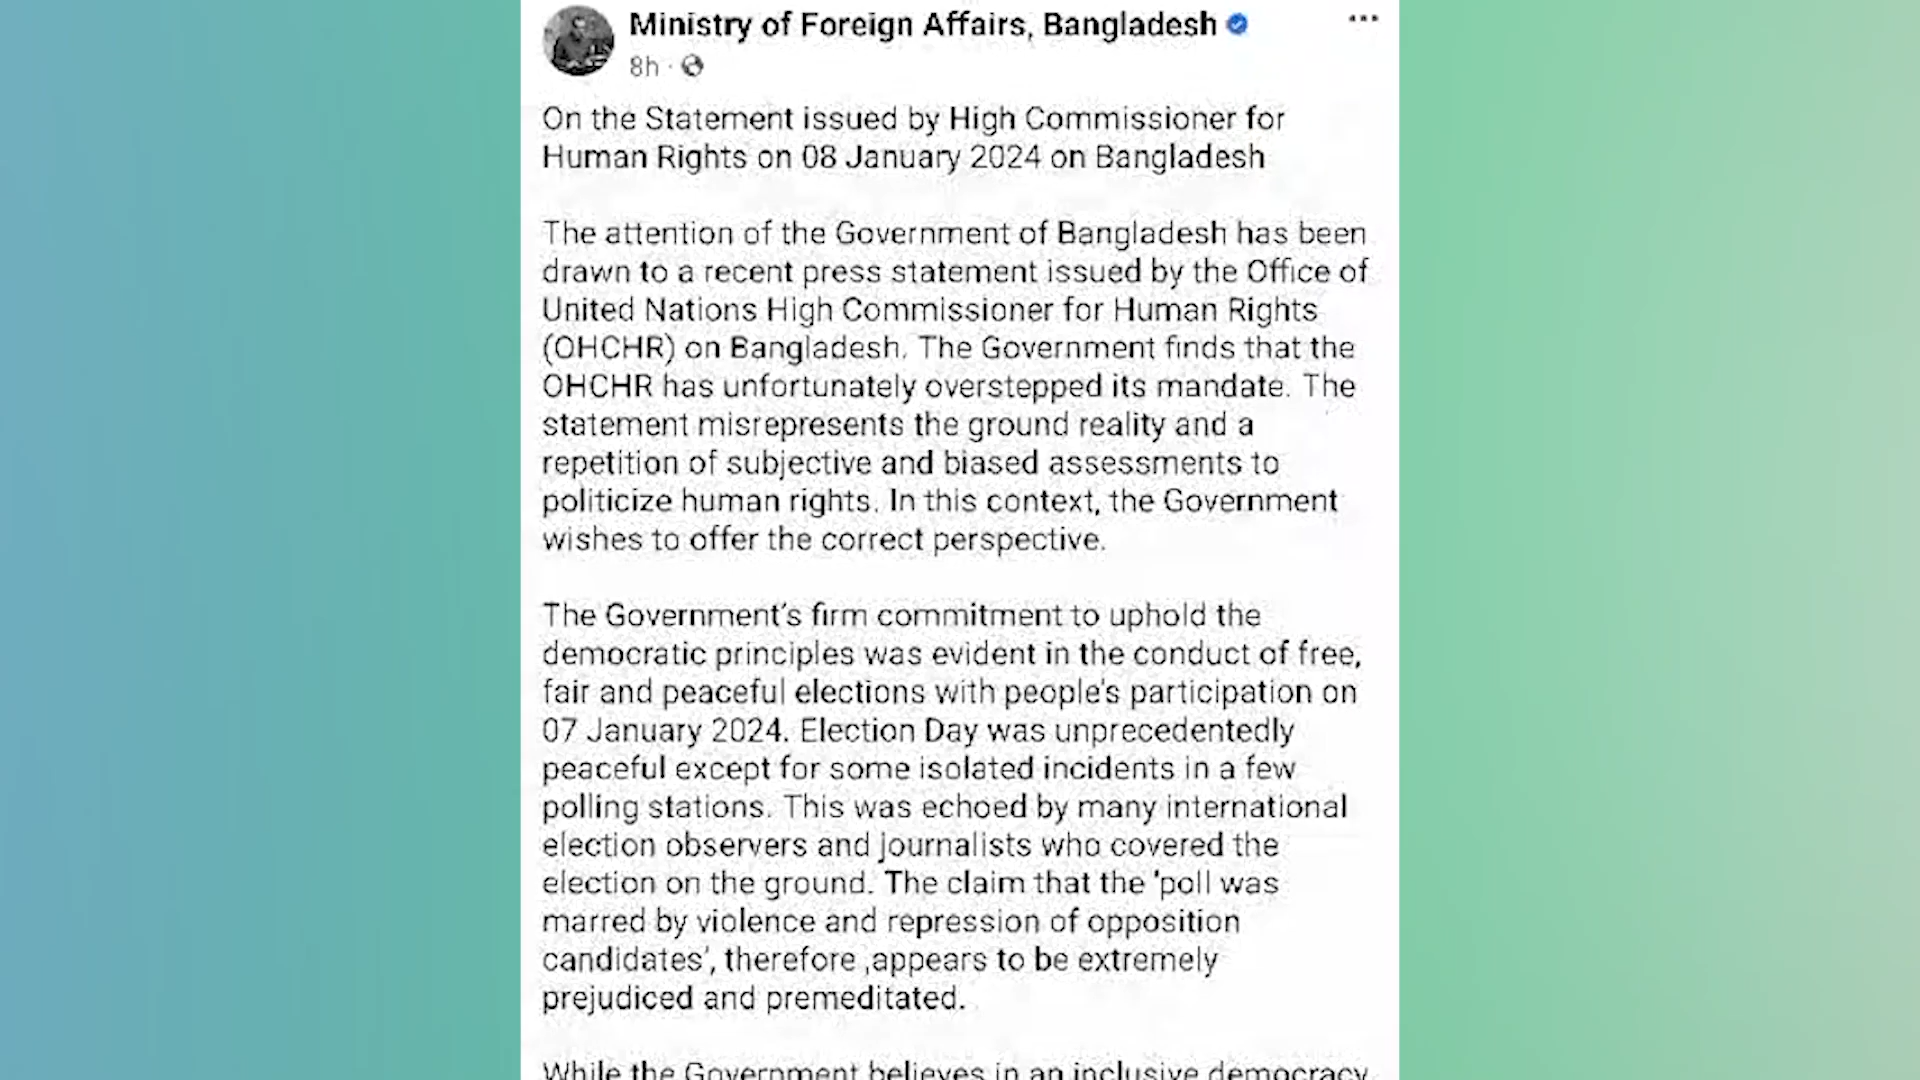 Ministry of Foreign Affairs, Bangladesh
8h ·
On the Statement issued by High Commissioner for
Human Rights on 08 January 2024 on Bangladesh
The attention of the Government of Bangladesh has been
drawn to a recent press statement issued by the Office of
United Nations High Commissioner for Human Rights
(OHCHR) on Bangladesh. The Government finds that the
OHCHR has unfortunately overstepped its mandate. The
statement misrepresents the ground reality and a
repetition of subjective and biased assessments to
politicize human rights. In this context, the Government
wishes to offer the correct perspective.
The Government's firm commitment to uphold the
democratic principles was evident in the conduct of free,
fair and peaceful elections with people's participation on
07 January 2024. Election Day was unprecedentedly
peaceful except for some isolated incidents in a few
polling stations. This was echoed by many international
election observers and journalists who covered the
election on the ground. The claim that the 'poll was
marred by violence and repression of opposition
candidates', therefore ,appears to be extremely
prejudiced and premeditated.
While the Government believes in an inclusive democracy,